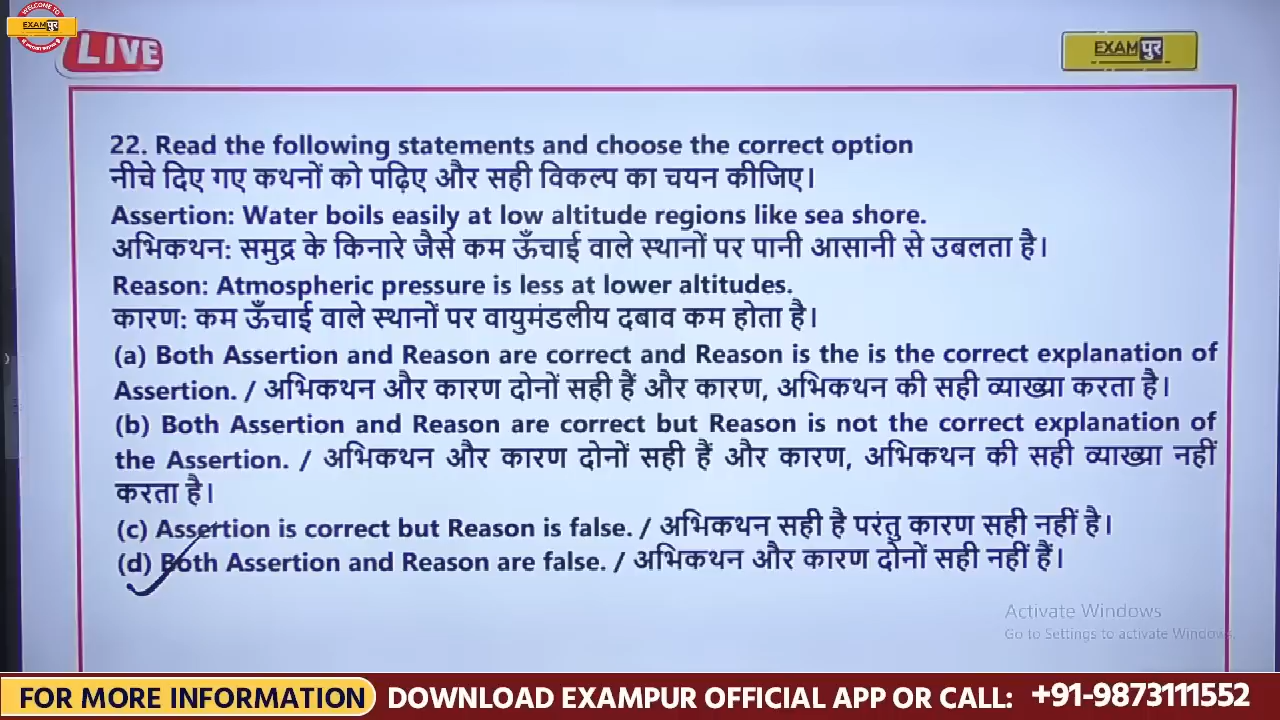 WELCOME TO
EXAMपुर
LIVE
EXAMपुर
22. Read the following statements and choose the correct option
नीचे दिए गए कथनों को पढ़िए और सही विकल्प का चयन कीजिए।
Assertion: Water boils easily at low altitude regions like sea shore.
अभिकथन: समुद्र के किनारे जैसे कम ऊँचाई वाले स्थानों पर पानी आसानी से उबलता है।
Reason: Atmospheric pressure is less at lower altitudes.
कारण: कम ऊँचाई वाले स्थानों पर वायुमंडलीय दबाव कम होता है।
(a) Both Assertion and Reason are correct and Reason is the is the correct explanation of
Assertion. / अभिकथन और कारण दोनों सही हैं और कारण, अभिकथन की सही व्याख्या करता है।
(b) Both Assertion and Reason are correct but Reason is not the correct explanation of
the Assertion. / अभिकथन और कारण दोनों सही हैं और कारण, अभिकथन की सही व्याख्या नहीं
करता है।
(c) Assertion is correct but Reason is false. / अभिकथन सही है परंतु कारण सही नहीं है।
(d) Both Assertion and Reason are false. / अभिकथन और कारण दोनों सही नहीं हैं।
Activate Windows
Go to Settings to activate Windows.
FOR MORE INFORMATION DOWNLOAD EXAMPUR OFFICIAL APP OR CALL: +91-9873111552